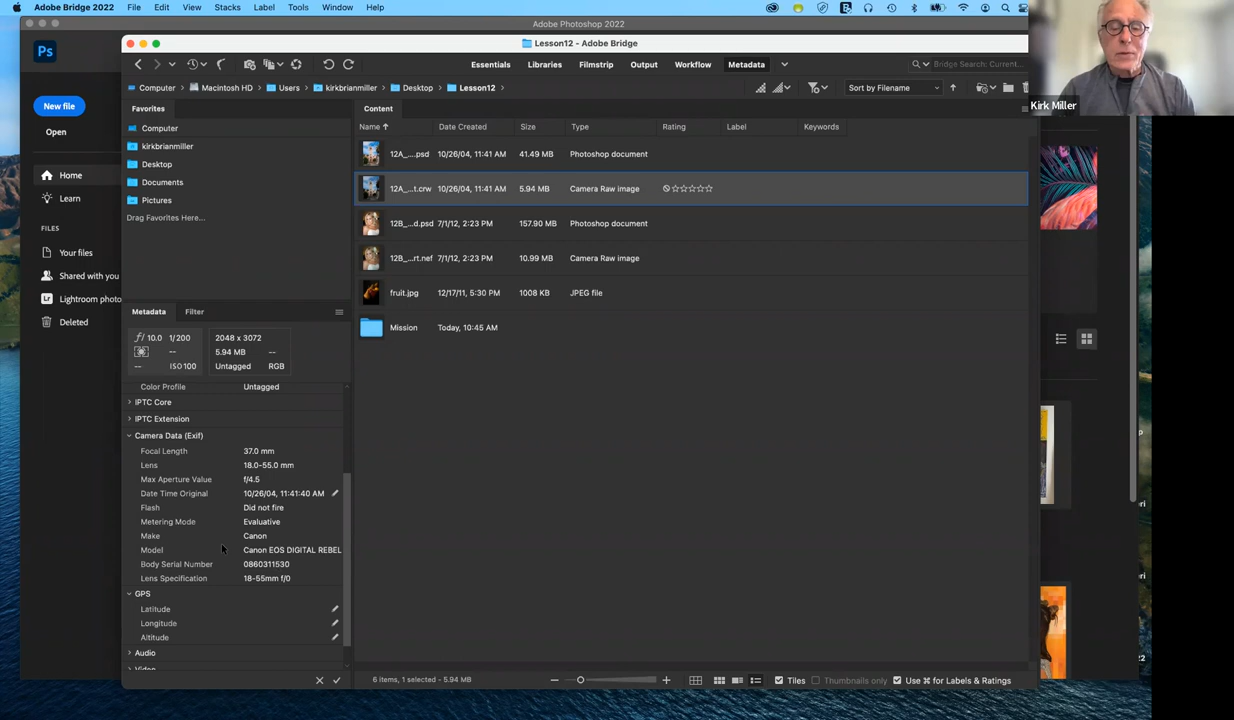 Adobe Bridge 2022 File Edit View Stacks Label Tools Window Help
Adobe Photoshop 2022
Ps
Lesson12 - Adobe Bridge
Essentials Libraries Filmstrip Output Workflow Metadata
Bridge Search: Current...
Kirk Miller
New file
Open
Home
Learn
FILES
Your files
Shared with you
Lr Lightroom photo
Deleted
Computer Macintosh HD Users kirkbrianmiller Desktop Lesson12
Sort by Filename
Favorites
Computer
kirkbrianmiller
Desktop
Documents
Pictures
Drag Favorites Here...
Content
Name Date Created Size Type Rating Label Keywords
12A_....psd 10/26/04, 11:41 AM 41.49 MB Photoshop document
12A_...t.crw 10/26/04, 11:41 AM 5.94 MB Camera Raw image
12B_...d.psd 7/1/12, 2:23 PM 157.90 MB Photoshop document
12B_...rt.nef 7/1/12, 2:23 PM 10.99 MB Camera Raw image
fruit.jpg 12/17/11, 5:30 PM 1008 KB JPEG file
Mission Today, 10:45 AM
Metadata Filter
ƒ/ 10.0 1/200
--
-- ISO100
2048 x 3072
5.94 MB --
Untagged RGB
Color Profile Untagged
IPTC Core
IPTC Extension
Camera Data (Exif)
Focal Length 37.0 mm
Lens 18.0-55.0 mm
Max Aperture Value f/4.5
Date Time Original 10/26/04, 11:41:40 AM
Flash Did not fire
Metering Mode Evaluative
Make Canon
Model Canon EOS DIGITAL REBEL
Body Serial Number 0860311530
Lens Specification 18-55mm f/0
GPS
Latitude
Longitude
Altitude
Audio
Video
6 items, 1 selected - 5.94 MB
Tiles Thumbnails only Use ⌘ for Labels & Ratings